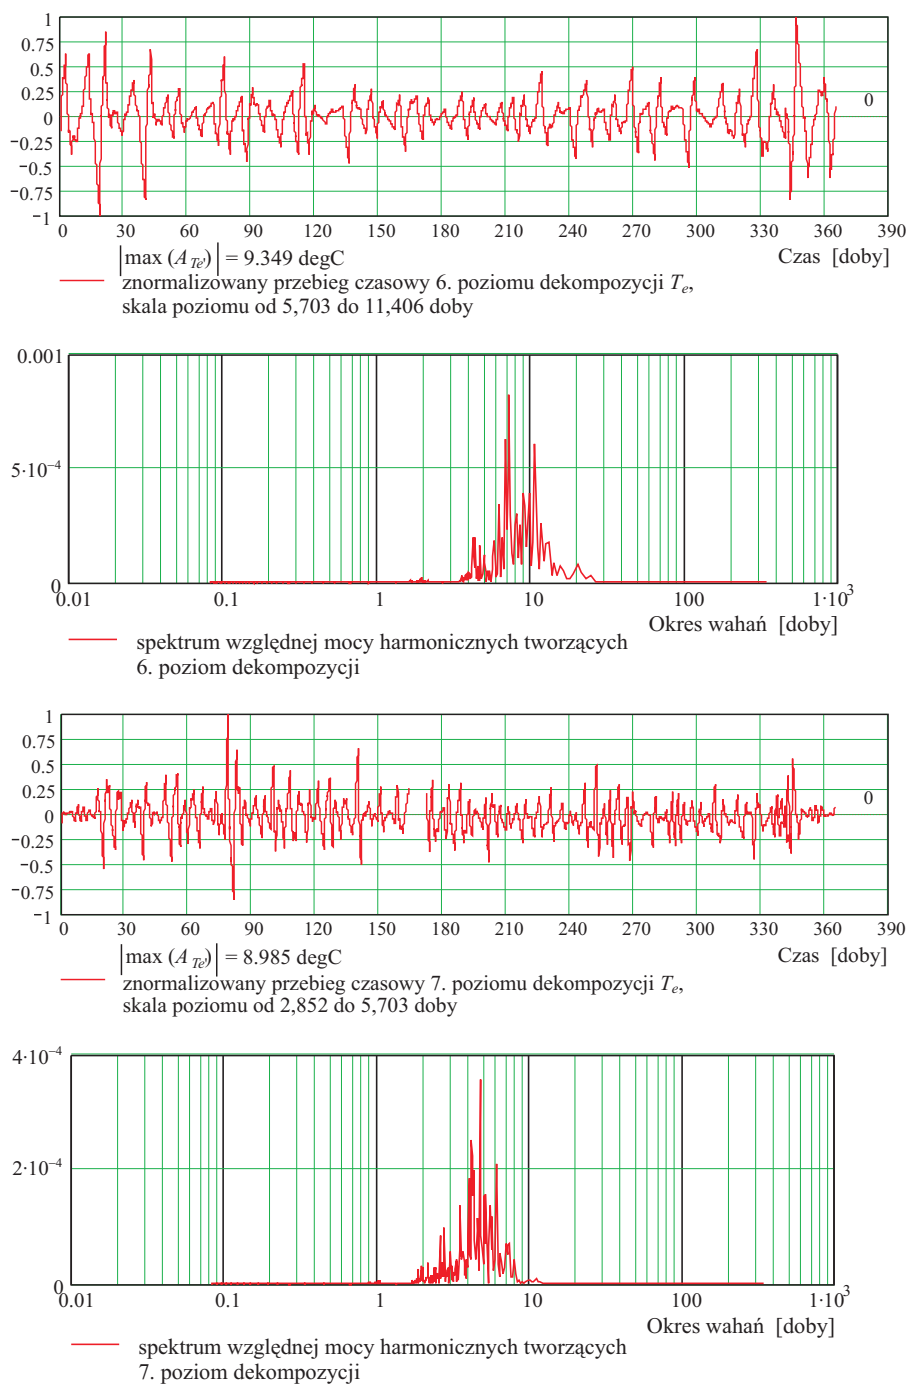 1
0.75
0.5
0.25
0
−0.25
−0.5
−0.75
−1
0
0 30 60 90 120 150 180 210 240 270 300 330 360 390
Czas [doby]
|max (A Te)| = 9.349 degC
znormalizowany przebieg czasowy 6. poziomu dekompozycji Te,
skala poziomu od 5,703 do 11,406 doby
0.001
5·10⁻⁴
0
0.01 0.1 1 10 100 1·10³
Okres wahań [doby]
spektrum względnej mocy harmonicznych tworzących
6. poziom dekompozycji
1
0.75
0.5
0.25
0
−0.25
−0.5
−0.75
−1
0
0 30 60 90 120 150 180 210 240 270 300 330 360 390
Czas [doby]
|max (A Te)| = 8.985 degC
znormalizowany przebieg czasowy 7. poziomu dekompozycji Te,
skala poziomu od 2,852 do 5,703 doby
4·10⁻⁴
2·10⁻⁴
0
0.01 0.1 1 10 100 1·10³
Okres wahań [doby]
spektrum względnej mocy harmonicznych tworzących
7. poziom dekompozycji